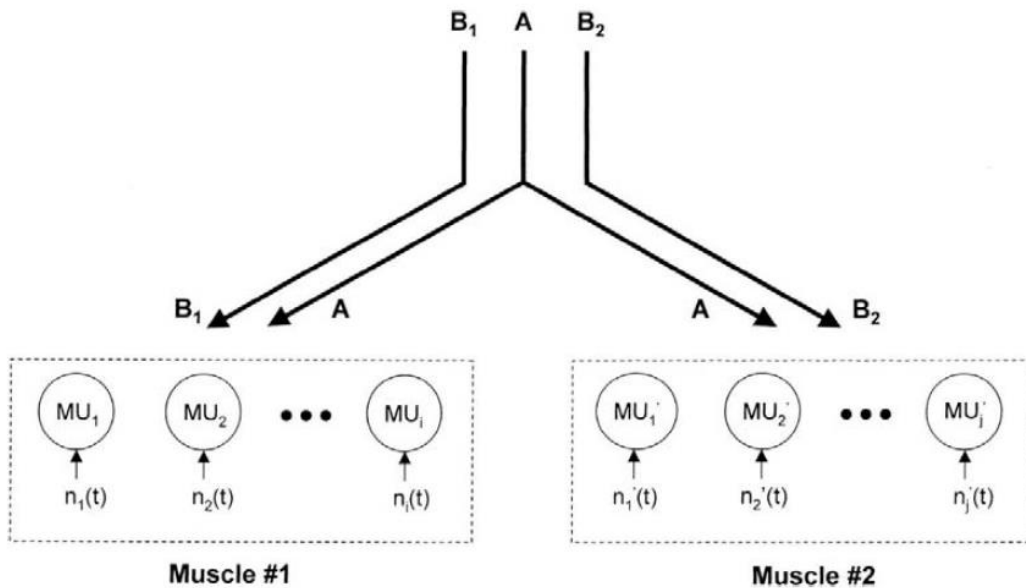 B₁ A B₂
B₁ A A B₂
MU₁ MU₂ ••• MUᵢ MU₁' MU₂' ••• MUⱼ'
n₁(t) n₂(t) nᵢ(t) n₁'(t) n₂'(t) nⱼ'(t)
Muscle #1 Muscle #2